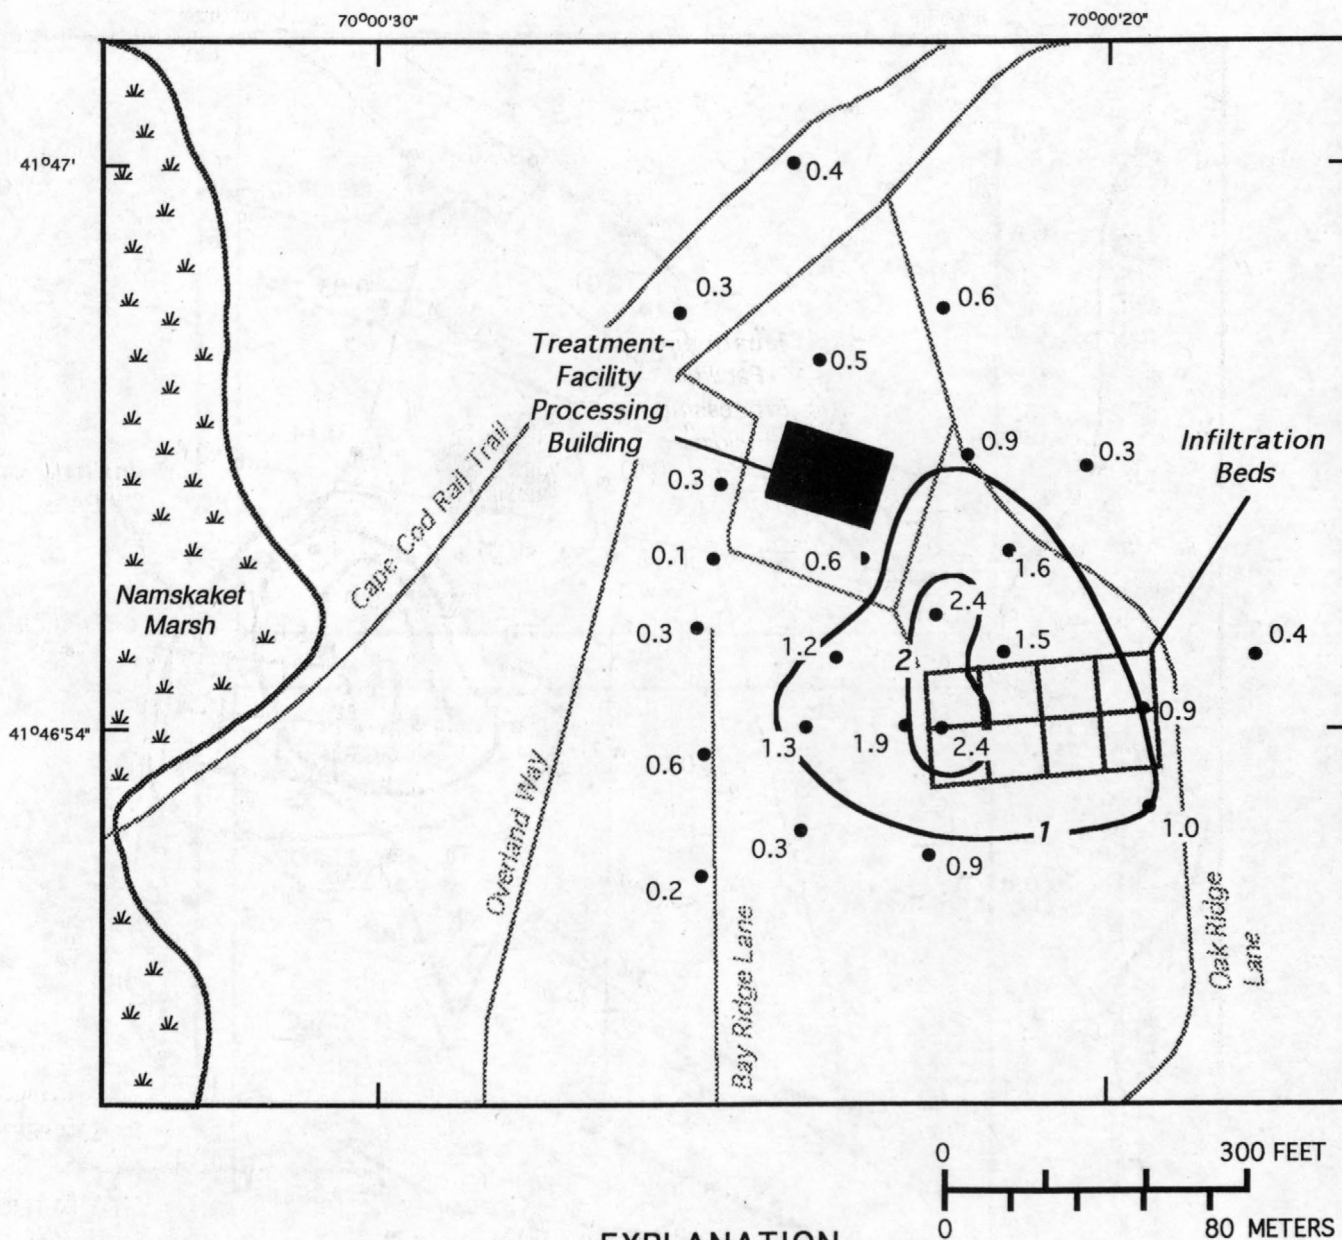 70°00'30"
70°00'20"
41°47'
0.4
0.3
0.6
Treatment-
Facility
Processing
Building
0.5
Infiltration
Beds
0.9
0.3
0.3
Cape Cod Rail Trail
0.1
0.6
1.6
Namskaket
Marsh
2.4
0.3
1.2
2
1.5
0.4
0.9
41°46'54"
1.3
1.9
2.4
0.6
Overland Way
1
1.0
0.3
0.9
0.2
Bay Ridge Lane
Oak Ridge
Lane
0
300 FEET
0
80 METERS
EXPLANATION